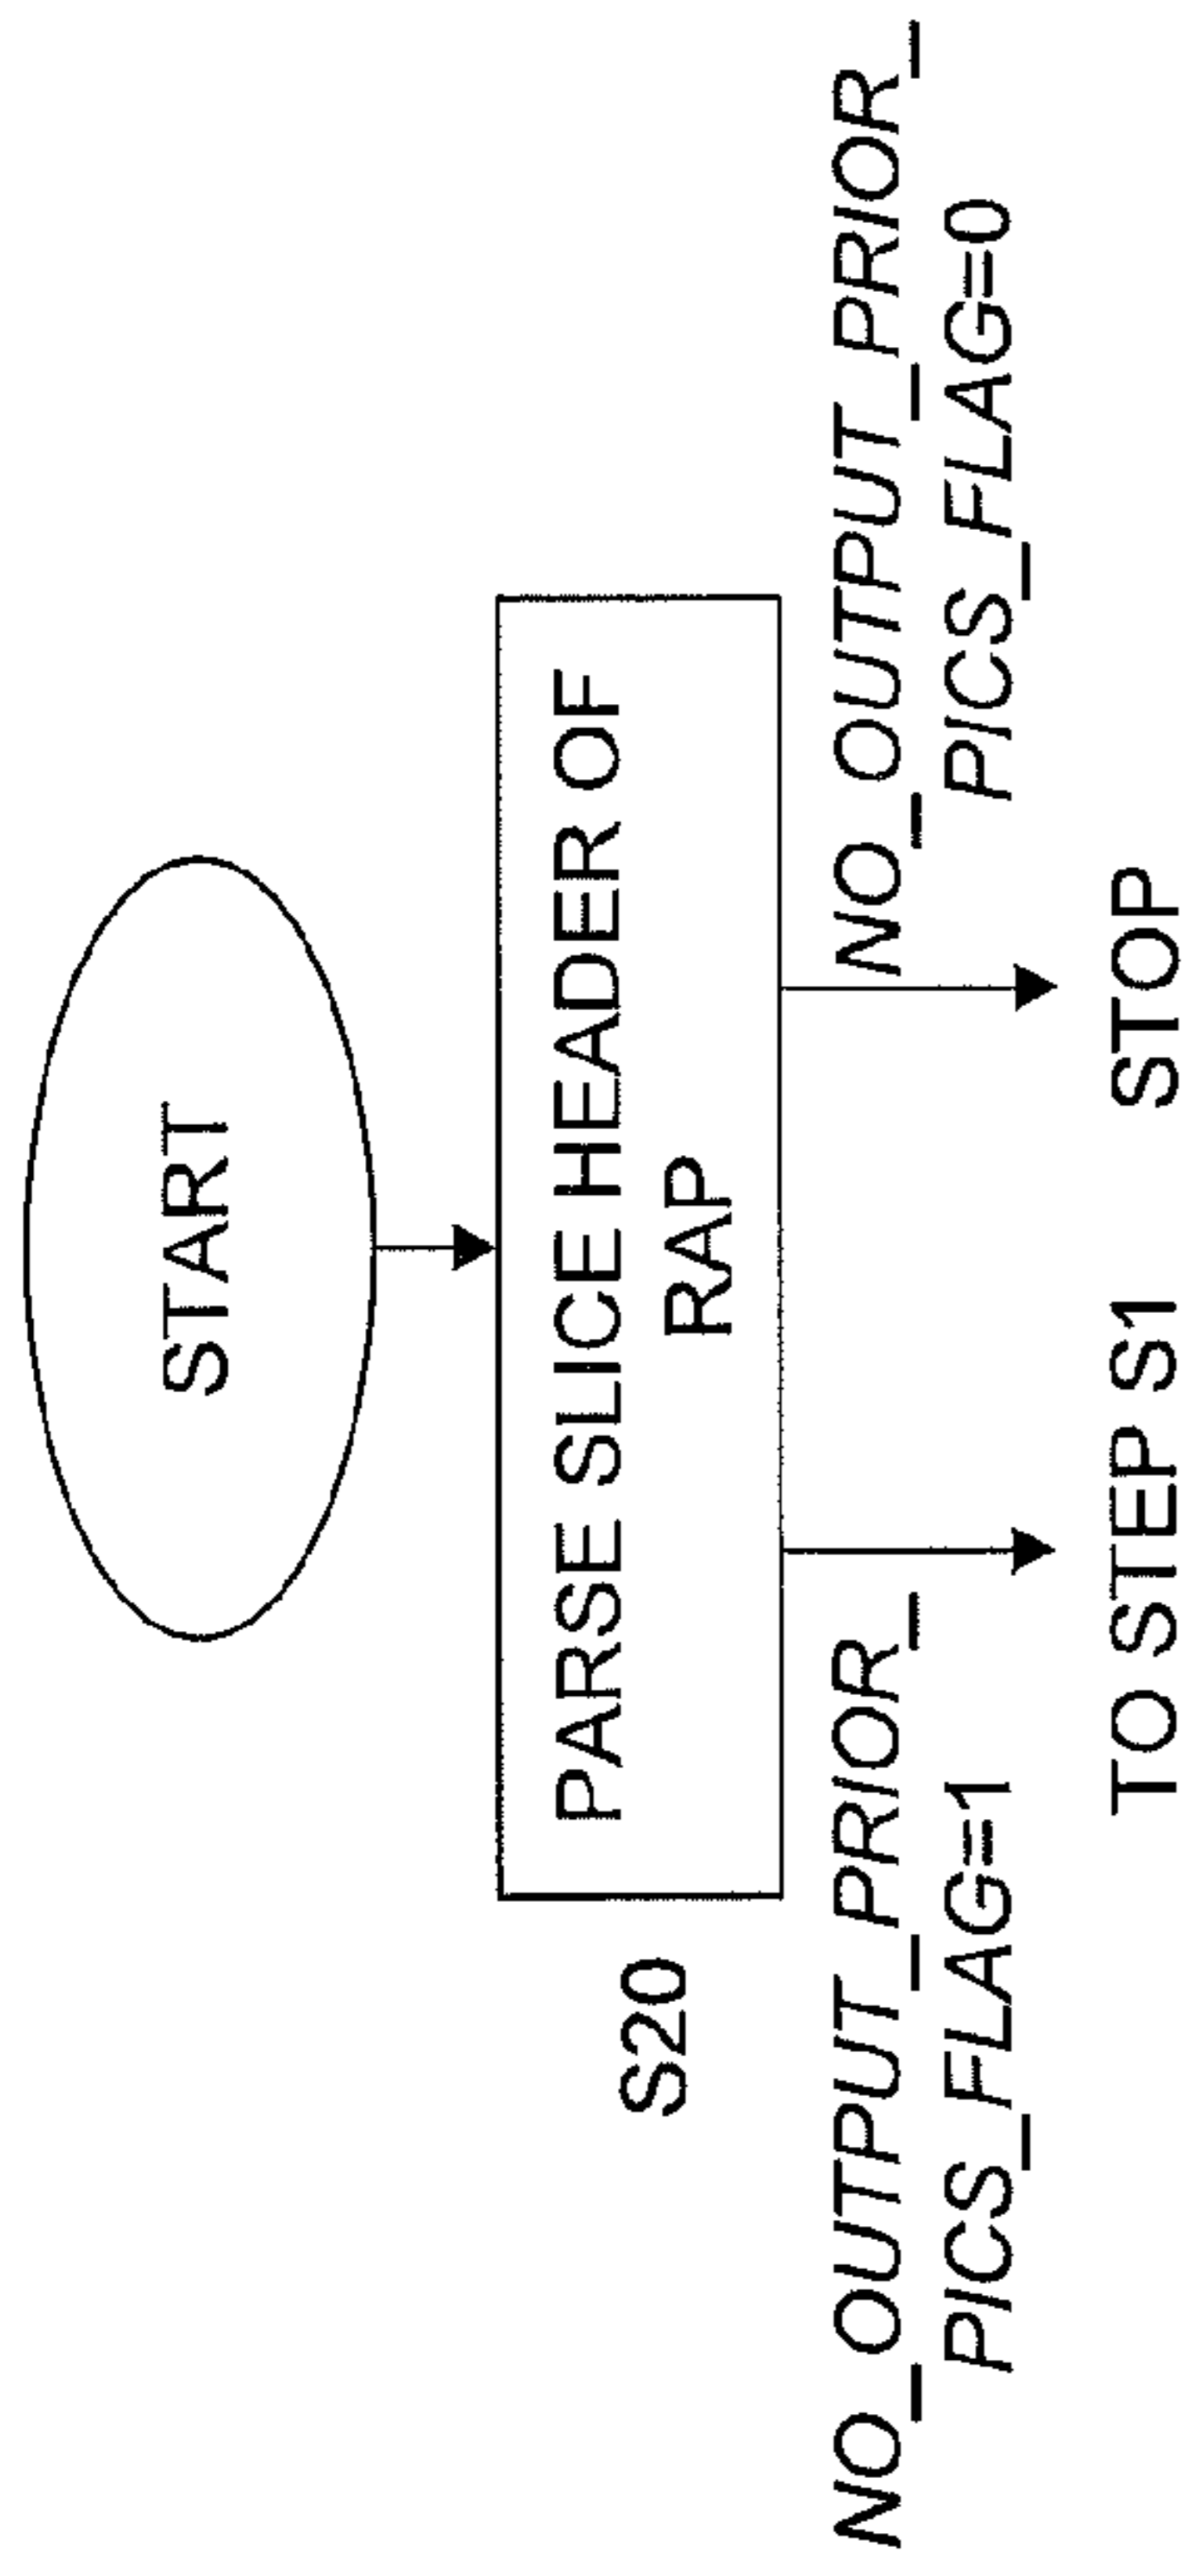 START
PARSE SLICE HEADER OF
RAP
S20
NO_OUTPUT_PRIOR_
PICS_FLAG=1
NO_OUTPUT_PRIOR_
PICS_FLAG=0
TO STEP S1
STOP